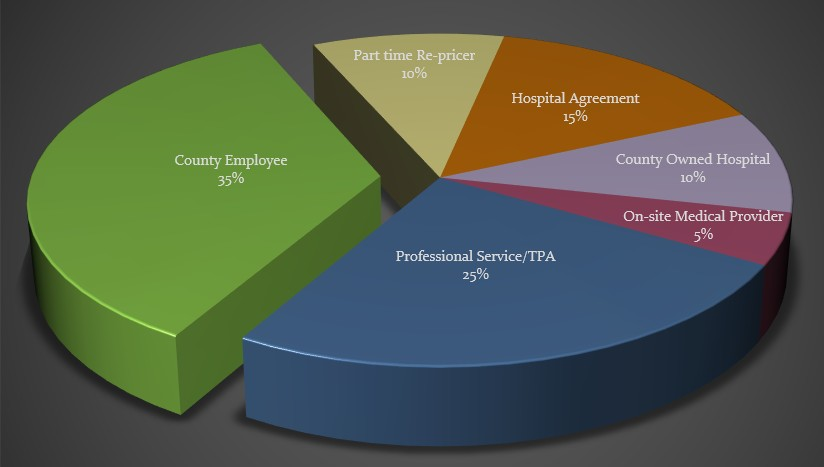 Part time Re-pricer
10%
Hospital Agreement
15%
County Employee
35%
County Owned Hospital
10%
On-site Medical Provider
5%
Professional Service/TPA
25%